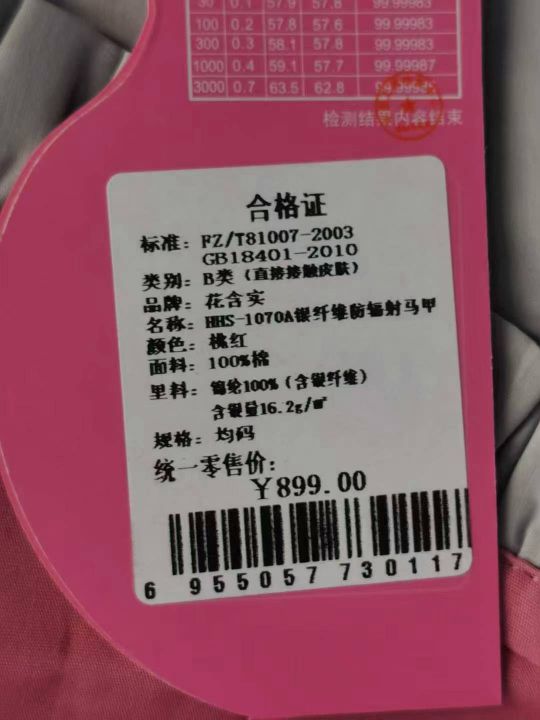 100 0.2 57.8 57.6 99.99983
300 0.3 58.1 57.8 99.99983
1000 0.4 59.1 57.7 99.99987
3000 0.7 63.5 62.8
检测结果内容结束
合格证
标准：FZ/T81007-2003
GB18401-2010
类别：B类（直接接触皮肤）
品牌：花含实
名称：HHS-1070A银纤维防辐射马甲
颜色：桃红
面料：100%棉
里料：锦纶100%（含银纤维）
含银量16.2g/㎡
规格：均码
统一零售价：
￥899.00
6 955057 730117